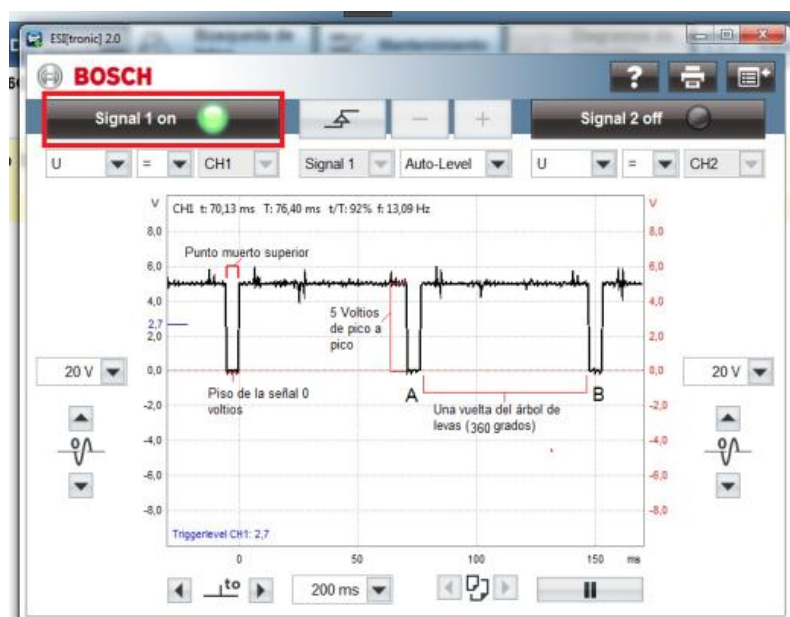 ESI[tronic] 2.0
BOSCH
?
Signal 1 on
Signal 2 off
U
=
CH1
Signal 1
Auto-Level
U
=
CH2
V
CH1 t: 70,13 ms T: 76,40 ms t/T: 92% f: 13,09 Hz
V
8,0
8,0
Punto muerto superior
6,0
6,0
4,0
4,0
5 Voltios
de pico a
pico
2,7
2,0
2,0
20 V
0,0
0,0
20 V
Piso de la señal 0
voltios
A
B
Una vuelta del árbol de
levas (360 grados)
-2,0
-2,0
-4,0
-4,0
-6,0
-6,0
-8,0
-8,0
Triggerlevel CH1: 2,7
0
50
100
150
ms
to
200 ms